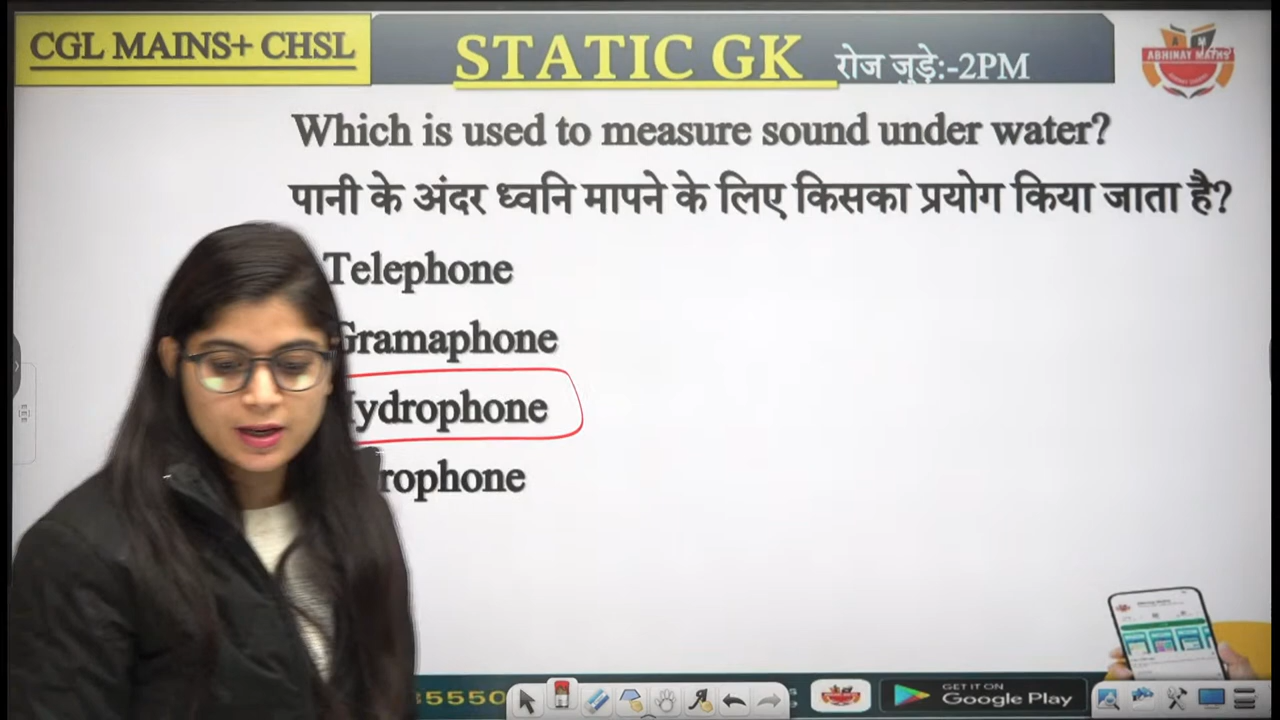 CGL MAINS+ CHSL
STATIC GK रोज जुड़े:-2PM
ABHINAY MATHS
Which is used to measure sound under water?
पानी के अंदर ध्वनि मापने के लिए किसका प्रयोग किया जाता है?
Telephone
Gramaphone
ydrophone
rophone
5550
GET IT ON
Google Play